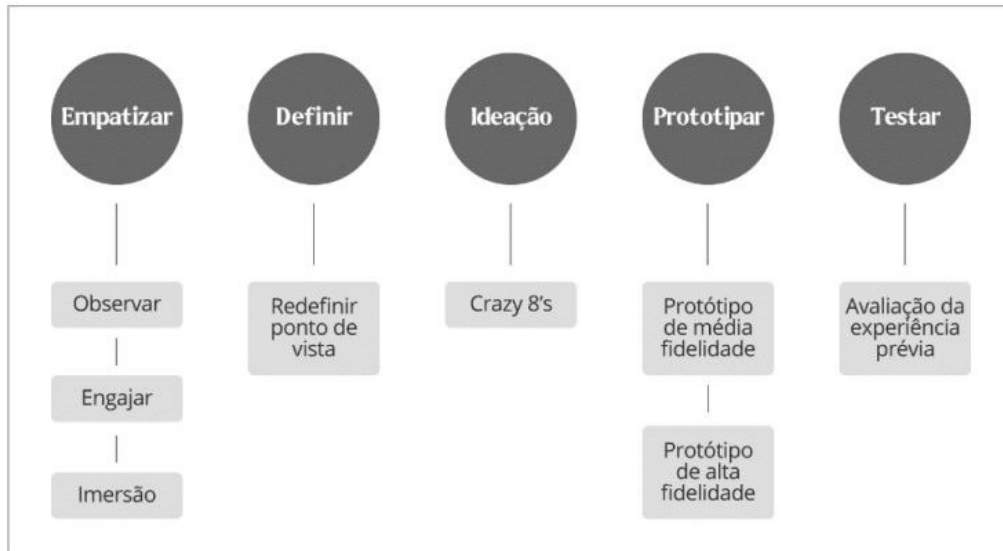 Empatizar
Definir
Ideação
Prototipar
Testar
Observar
Engajar
Imersão
Redefinir
ponto de
vista
Crazy 8's
Protótipo
de média
fidelidade
Protótipo
de alta
fidelidade
Avaliação da
experiência
prévia